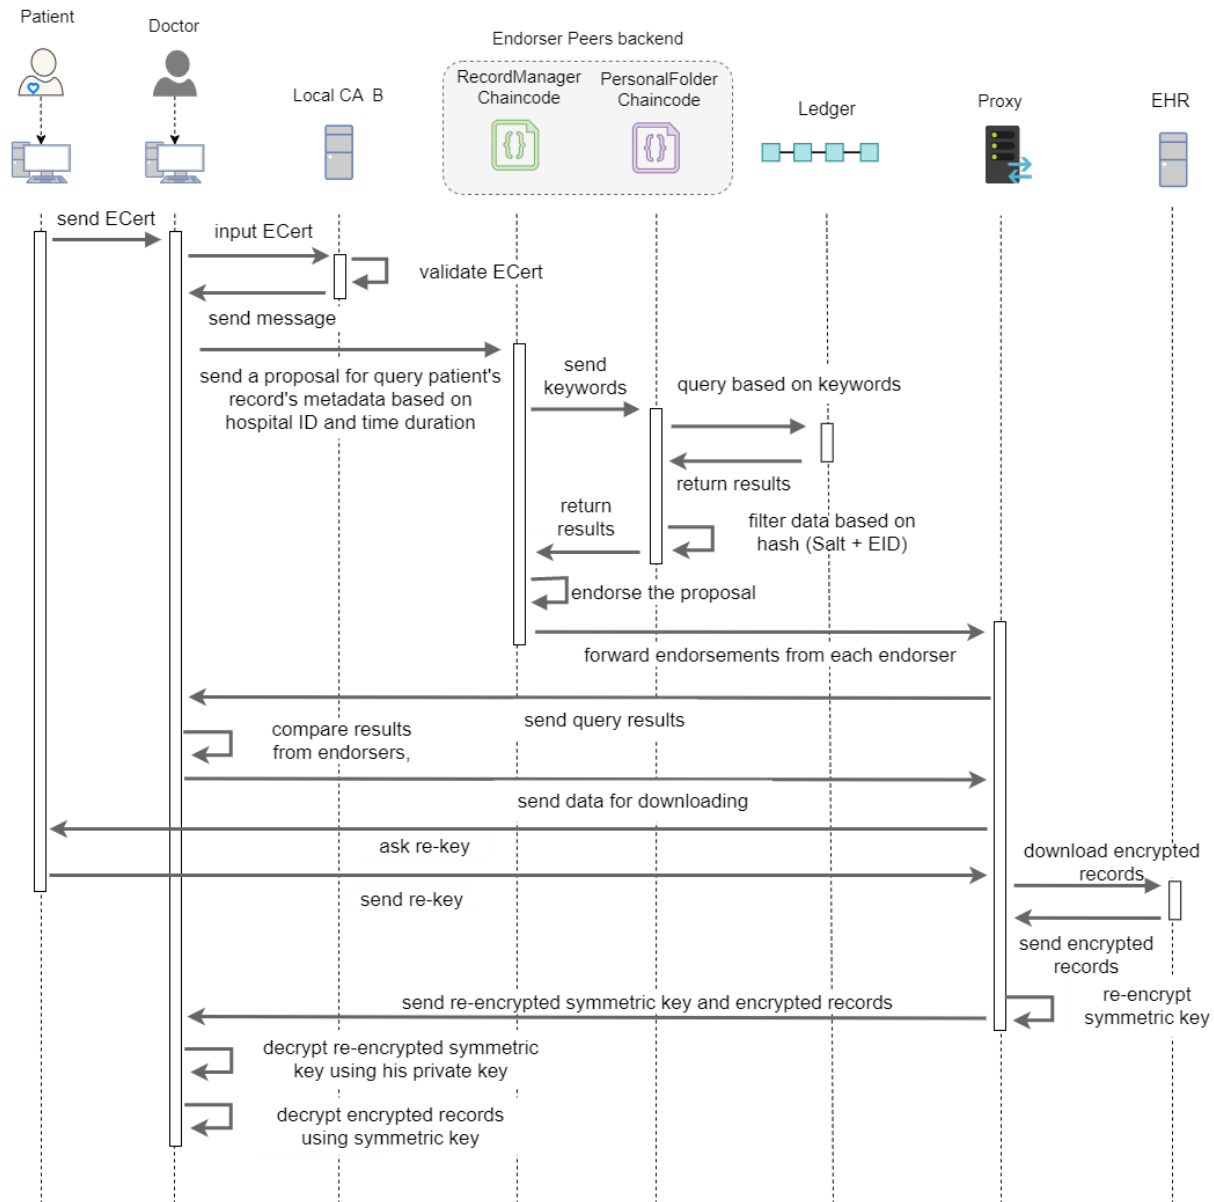 Patient
Doctor
Local CA B
Endorser Peers backend
RecordManager
Chaincode
PersonalFolder
Chaincode
Ledger
Proxy
EHR
send ECert
input ECert
validate ECert
send message
send a proposal for query patient's
record's metadata based on
hospital ID and time duration
send
keywords
query based on keywords
return results
return
results
filter data based on
hash (Salt + EID)
endorse the proposal
forward endorsements from each endorser
send query results
compare results
from endorsers,
send data for downloading
ask re-key
send re-key
download encrypted
records
send encrypted
records
re-encrypt
symmetric key
send re-encrypted symmetric key and encrypted records
decrypt re-encrypted symmetric
key using his private key
decrypt encrypted records
using symmetric key